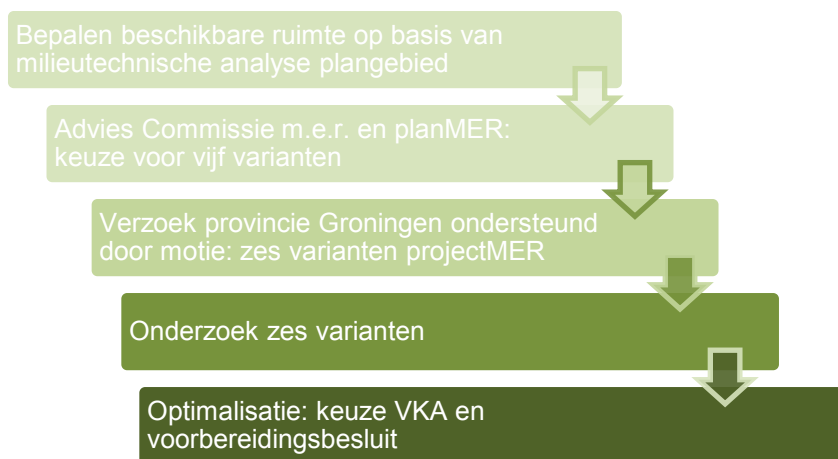 Bepalen beschikbare ruimte op basis van
milieutechnische analyse plangebied
Advies Commissie m.e.r. en planMER:
keuze voor vijf varianten
Verzoek provincie Groningen ondersteund
door motie: zes varianten projectMER
Onderzoek zes varianten
Optimalisatie: keuze VKA en
voorbereidingsbesluit